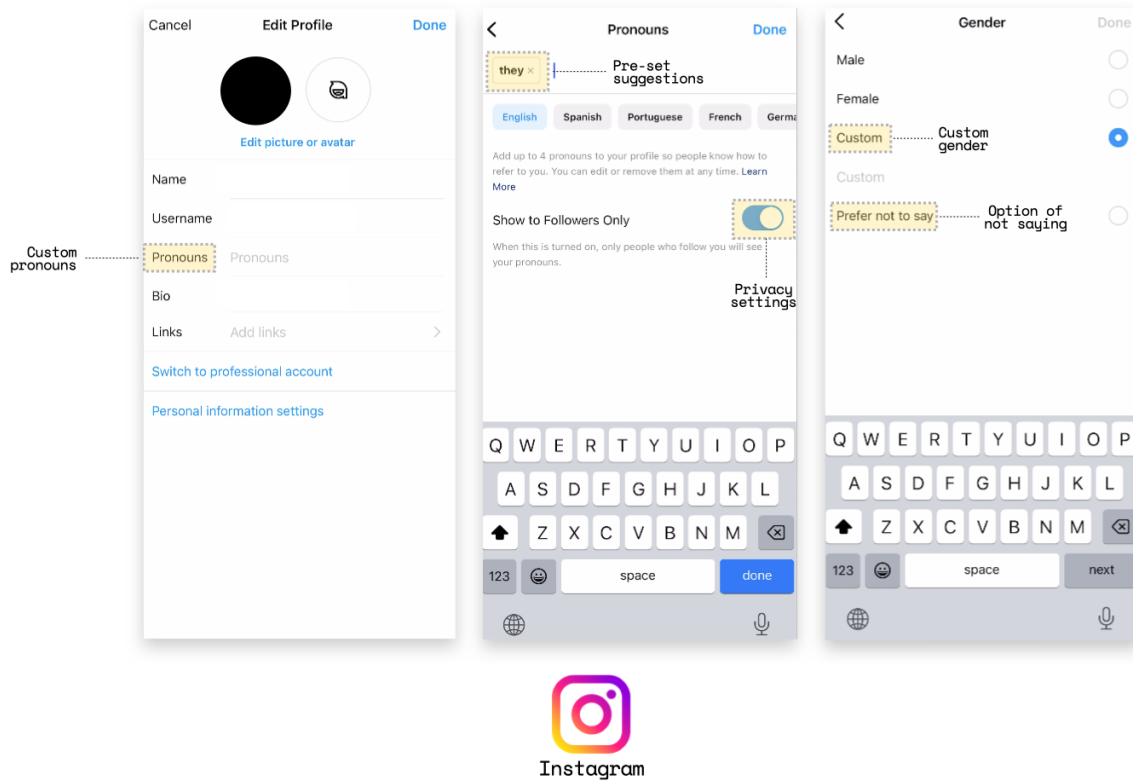 Cancel Edit Profile Done
Edit picture or avatar
Name
Username
Custom
pronouns
Pronouns Pronouns
Bio
Links Add links
Switch to professional account
Personal information settings
Pronouns Done
they ×
Pre-set
suggestions
English Spanish Portuguese French Germa
Add up to 4 pronouns to your profile so people know how to
refer to you. You can edit or remove them at any time. Learn
More
Show to Followers Only
When this is turned on, only people who follow you will see
your pronouns.
Privacy
settings
Q W E R T Y U I O P
A S D F G H J K L
Z X C V B N M
123 space done
Gender Done
Male
Female
Custom
Custom
gender
Custom
Prefer not to say
Option of
not saying
Q W E R T Y U I O P
A S D F G H J K L
Z X C V B N M
123 space next
Instagram